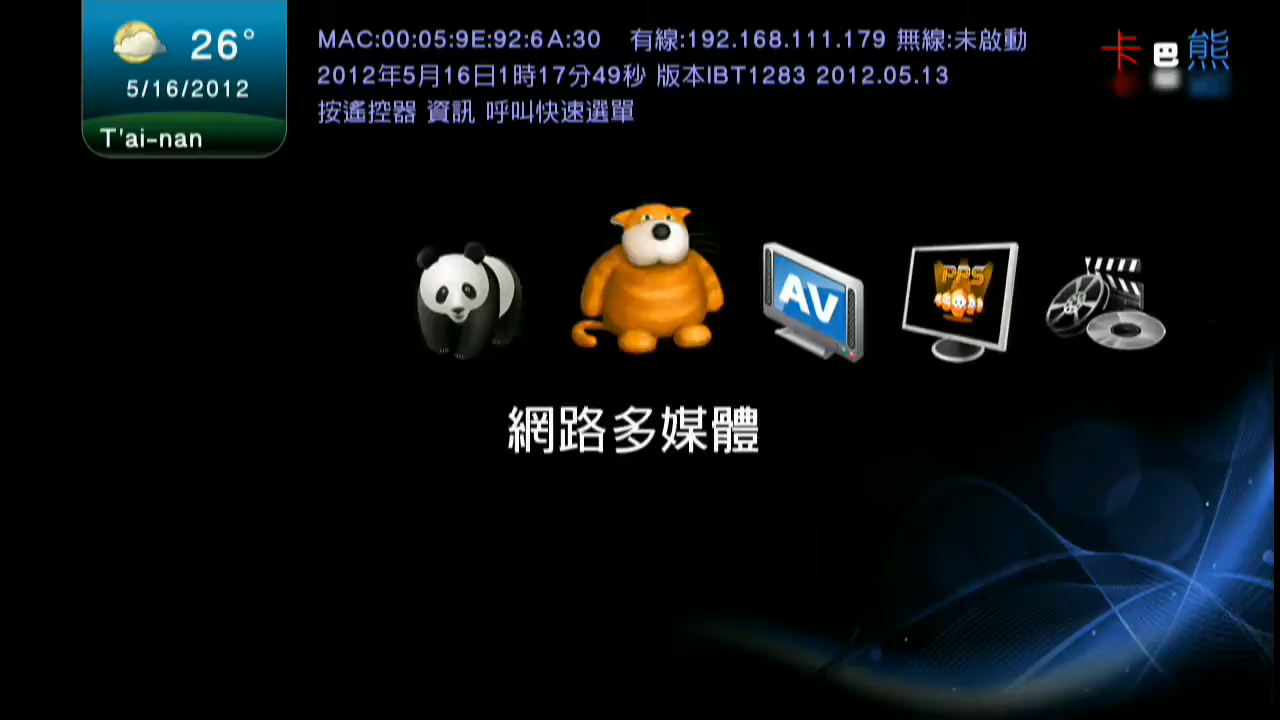 26°
5/16/2012
T'ai-nan
MAC:00:05:9E:92:6A:30 有線:192.168.111.179 無線:未啟動
2012年5月16日1時17分49秒 版本IBT1283 2012.05.13
按遙控器 資訊 呼叫快速選單
卡巴熊
AV
PPS
網路多媒體